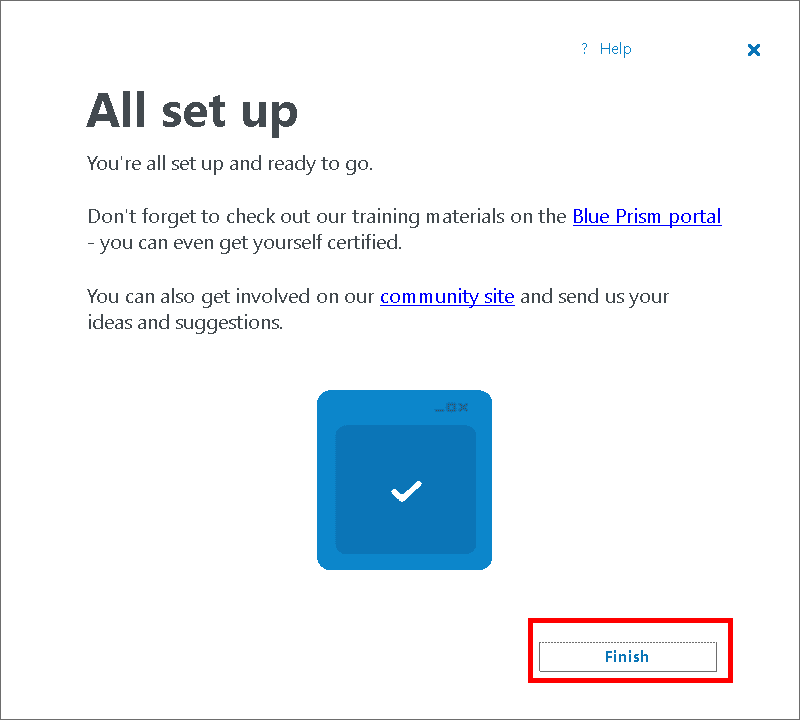 ? Help
All set up
You're all set up and ready to go.
Don't forget to check out our training materials on the Blue Prism portal
- you can even get yourself certified.
You can also get involved on our community site and send us your
ideas and suggestions.
Finish